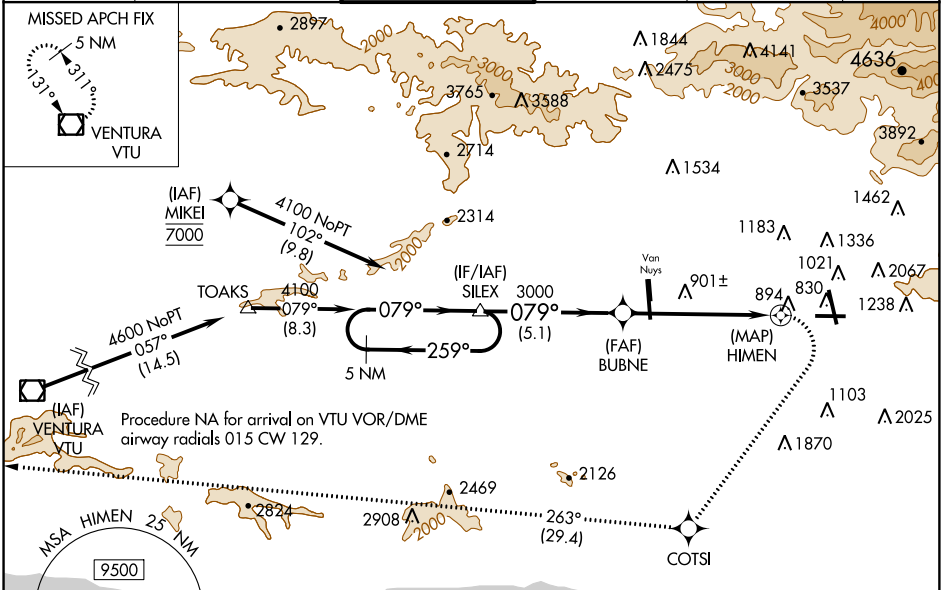 MISSED APCH FIX
5 NM
311°
131°
VENTURA
VTU
2897
2000
3000
3765
3588
2714
2314
2000
1844
2475
4141
3000
2000
4000
4636
400
3537
3892
1534
1462
1183
1336
1021
2067
894
830
1238
901±
Van
Nuys
(IAF)
MIKEI
7000
4100 NoPT
102°
(9.8)
TOAKS
4100
079°
(8.3)
079°
259°
5 NM
(IF/IAF)
SILEX
3000
079°
(5.1)
(FAF)
BUBNE
(MAP)
HIMEN
4600 NoPT
057°
(14.5)
(IAF)
VENTURA
VTU
Procedure NA for arrival on VTU VOR/DME
airway radials 015 CW 129.
1103
2025
1870
2126
2469
2824
2908
2000
263°
(29.4)
COTSI
MSA HIMEN 25 NM
9500